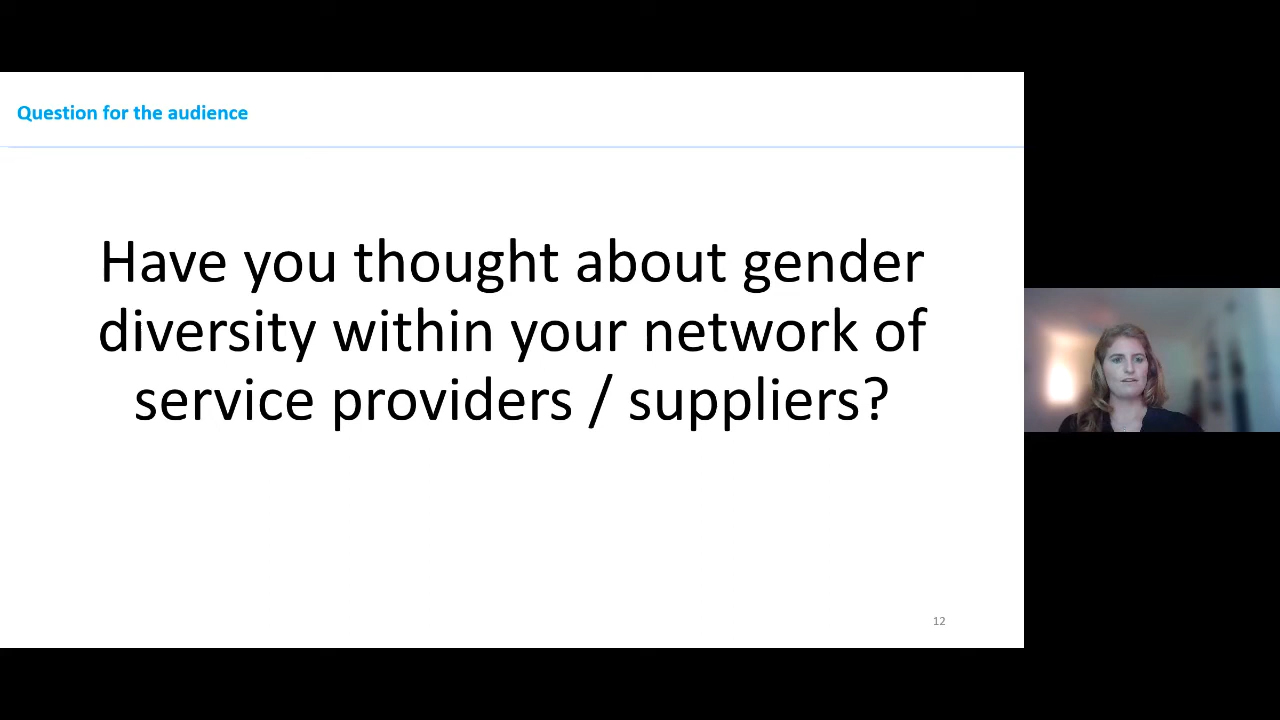 Question for the audience
Have you thought about gender
diversity within your network of
service providers / suppliers?
12